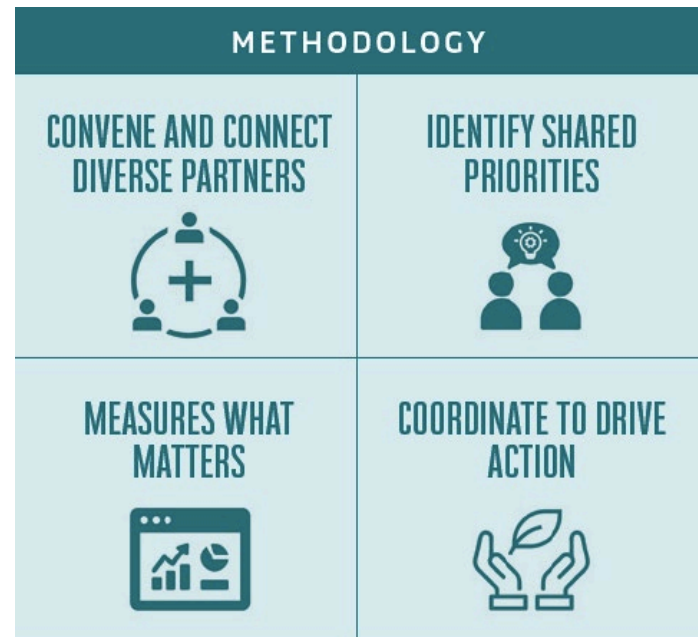 METHODOLOGY
CONVENE AND CONNECT
DIVERSE PARTNERS
IDENTIFY SHARED
PRIORITIES
MEASURES WHAT
MATTERS
COORDINATE TO DRIVE
ACTION